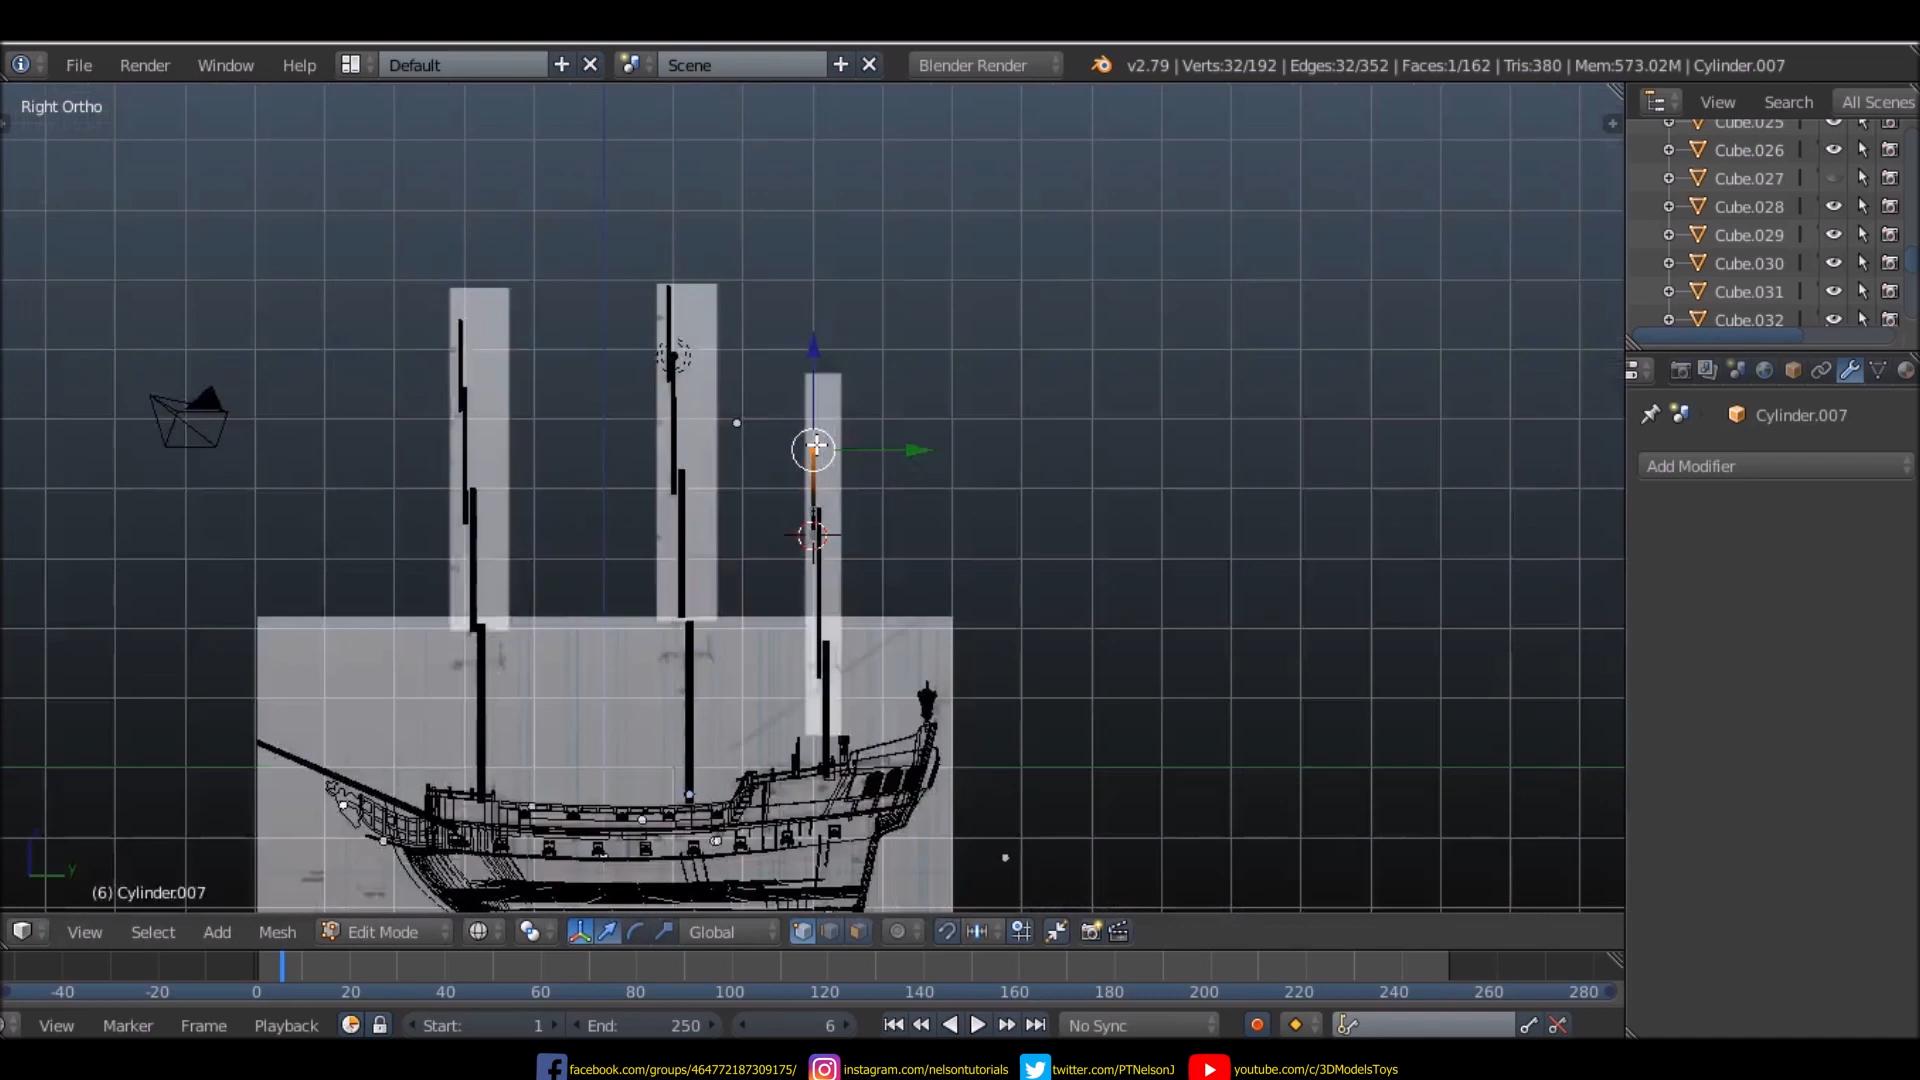 File Render Window Help Default Scene Blender Render v2.79 | Verts:32/192 | Edges:32/352 | Faces:1/162 | Tris:380 | Mem:573.02M | Cylinder.007
Right Ortho
View Search All Scenes
Cube.025
Cube.026
Cube.027
Cube.028
Cube.029
Cube.030
Cube.031
Cube.032
Cylinder.007
Add Modifier
y
(6) Cylinder.007
View Select Add Mesh Edit Mode Global
-40 -20 0 20 40 60 80 100 120 140 160 180 200 220 240 260 280
View Marker Frame Playback Start: 1 End: 250 6 No Sync
facebook.com/groups/464772187309175/ instagram.com/nelsontutorials twitter.com/PTNelsonJ youtube.com/c/3DModelsToys